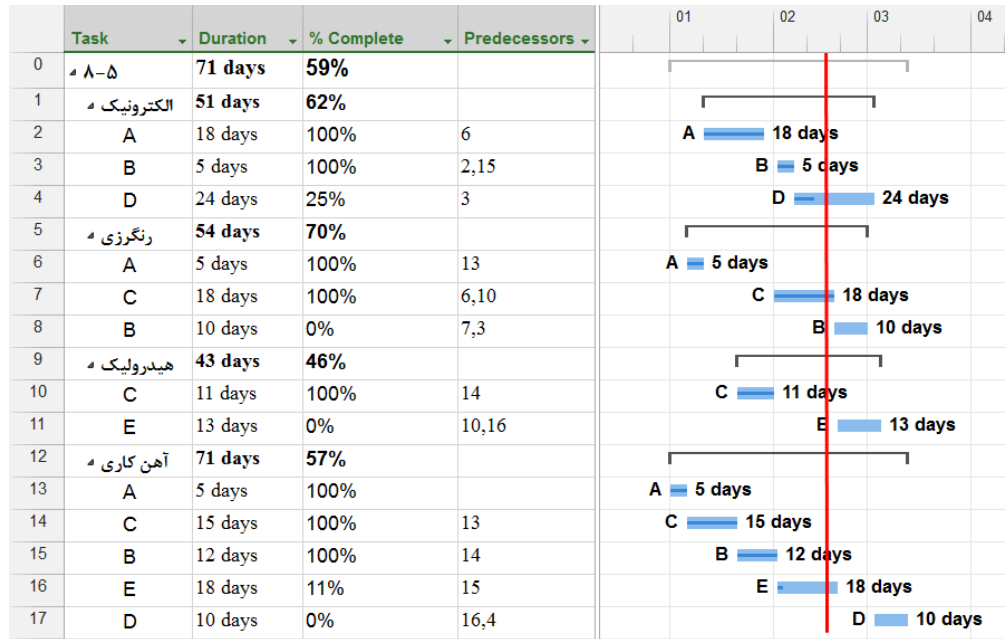 Task Duration % Complete Predecessors 01 02 03 04
0 ۸-۵ 71 days 59%
1 الکترونیک 51 days 62%
2 A 18 days 100% 6 A 18 days
3 B 5 days 100% 2,15 B 5 days
4 D 24 days 25% 3 D 24 days
5 رنگرزی 54 days 70%
6 A 5 days 100% 13 A 5 days
7 C 18 days 100% 6,10 C 18 days
8 B 10 days 0% 7,3 B 10 days
9 هیدرولیک 43 days 46%
10 C 11 days 100% 14 C 11 days
11 E 13 days 0% 10,16 E 13 days
12 آهن کاری 71 days 57%
13 A 5 days 100% A 5 days
14 C 15 days 100% 13 C 15 days
15 B 12 days 100% 14 B 12 days
16 E 18 days 11% 15 E 18 days
17 D 10 days 0% 16,4 D 10 days